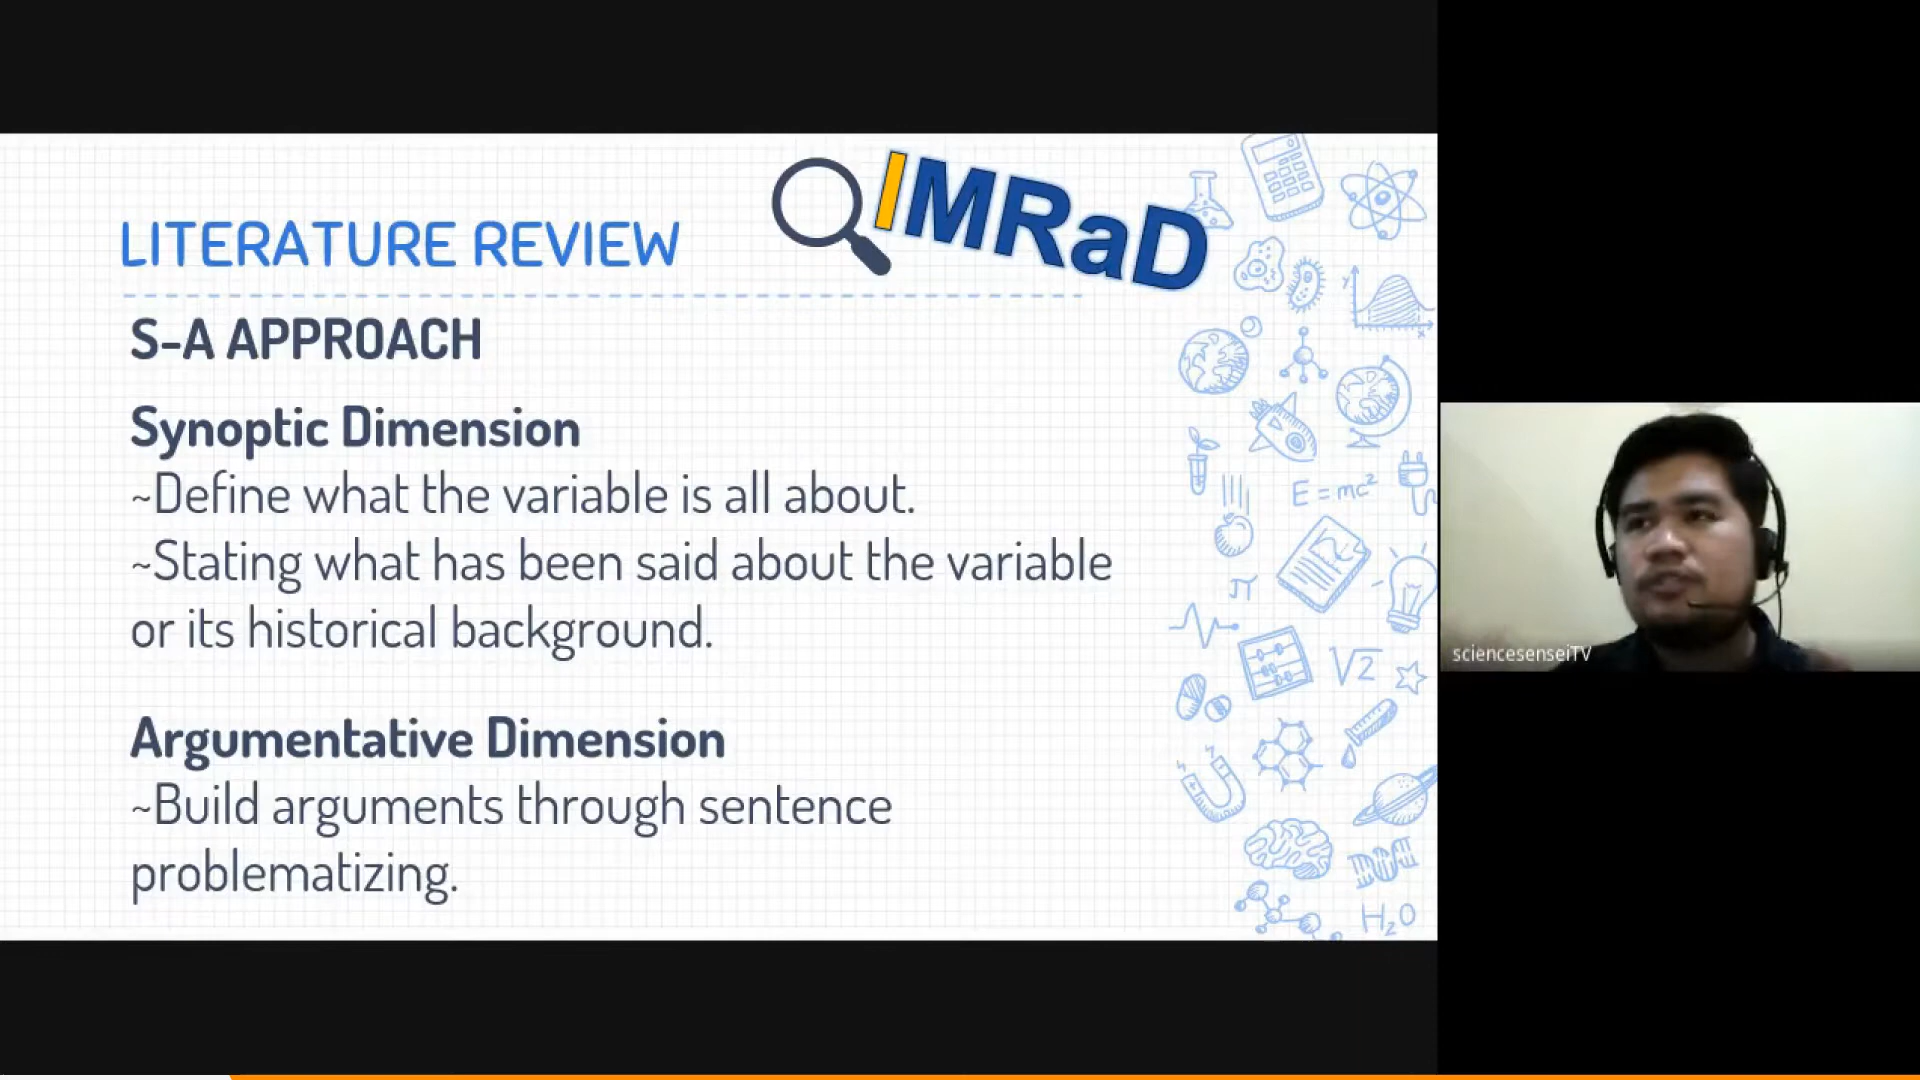 IMRaD
LITERATURE REVIEW
S-A APPROACH
Synoptic Dimension
~Define what the variable is all about.
~Stating what has been said about the variable
or its historical background.
Argumentative Dimension
~Build arguments through sentence
problematizing.
y
x
E=mc²
π
√2
H₂O
sciencesenseiTV